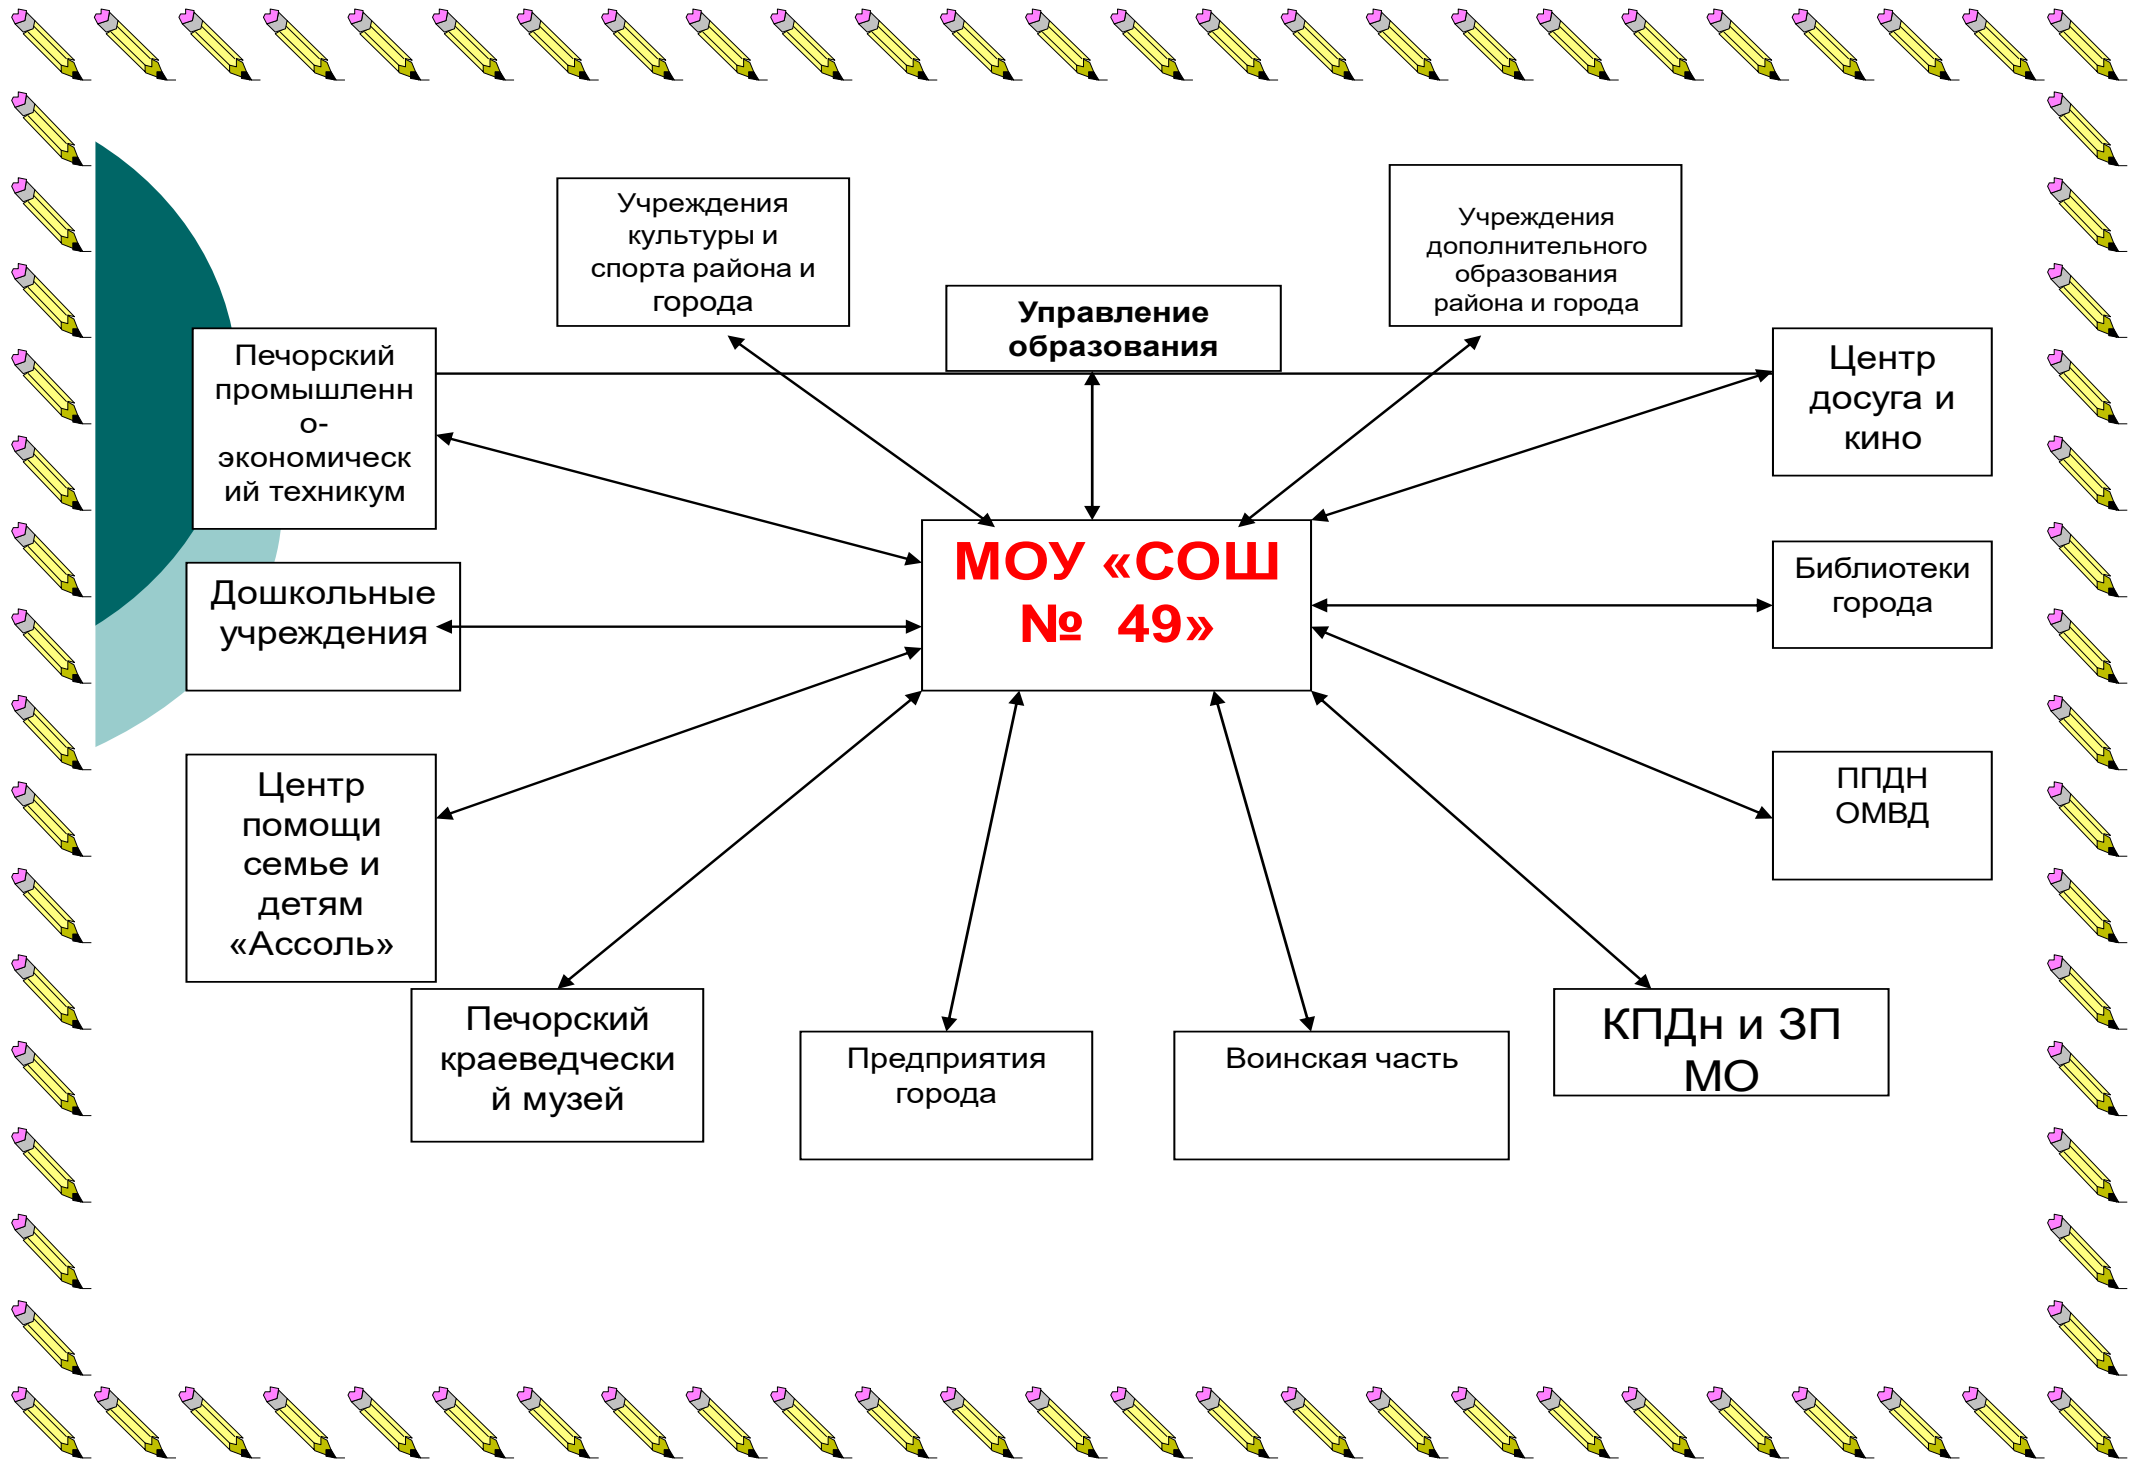 Учреждения
культуры и
спорта района и
города
Учреждения
дополнительного
образования
района и города
Управление
образования
Печорский
промышленн
о-
экономическ
ий техникум
Центр
досуга и
кино
МОУ «СОШ
№ 49»
Библиотеки
города
Дошкольные
учреждения
Центр
помощи
семье и
детям
«Ассоль»
ППДН
ОМВД
Печорский
краеведчески
й музей
Предприятия
города
Воинская часть
КПДн и ЗП
МО